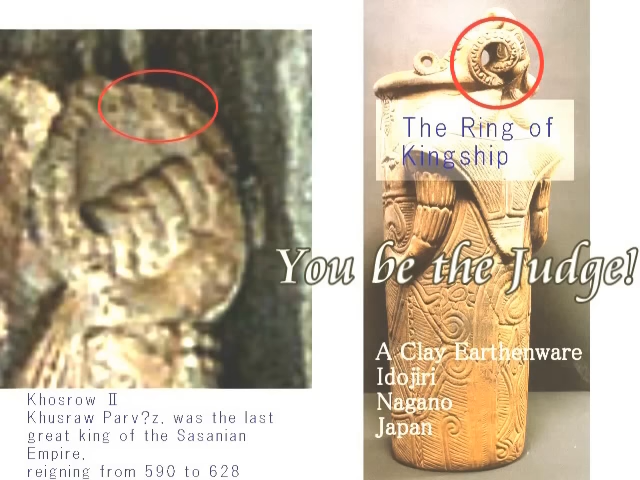 The Ring of
Kingship
You be the Judge!
A Clay Earthenware
Idojiri
Nagano
Japan
Khosrow Ⅱ
Khusraw Parv?z, was the last
great king of the Sasanian
Empire,
reigning from 590 to 628